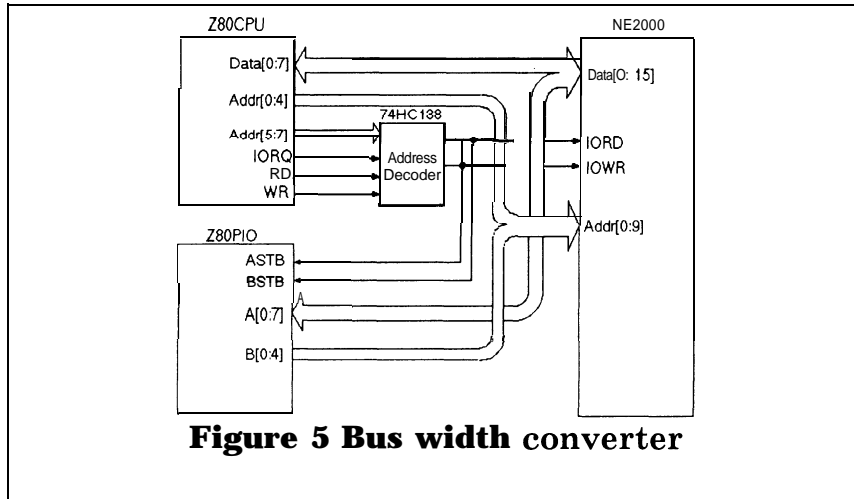 Z80CPU
NE2000
Data[0:7]
Data[O: 15]
Addr[0:4]
74HC138
Addr[5:7]
IORQ
RD
WR
Address
Decoder
IORD
IOWR
Addr[0:9]
Z80PIO
ASTB
BSTB
A[0:7]
B[0:4]
Figure 5 Bus width converter